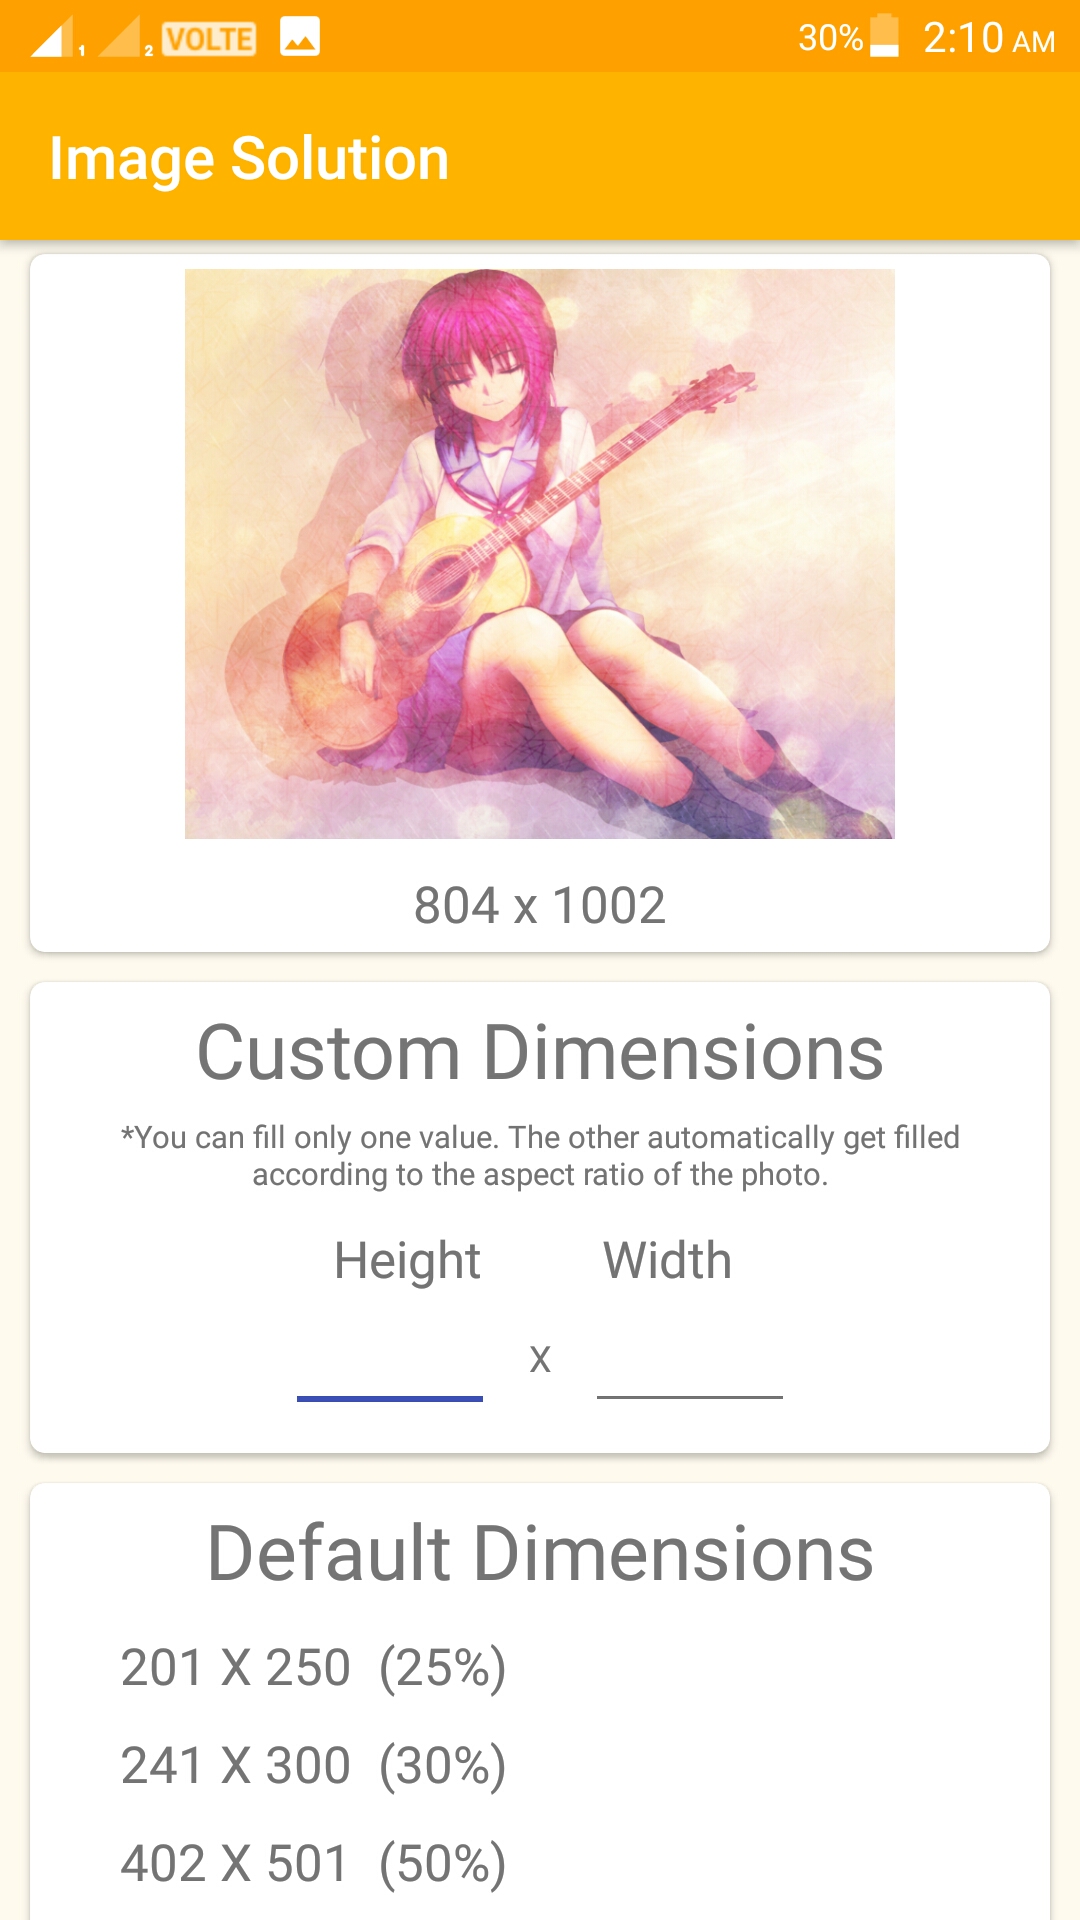 1 2 VOLTE 30% 2:10 AM
Image Solution
804 x 1002
Custom Dimensions
*You can fill only one value. The other automatically get filled
according to the aspect ratio of the photo.
Height Width
X
Default Dimensions
201 X 250 (25%)
241 X 300 (30%)
402 X 501 (50%)